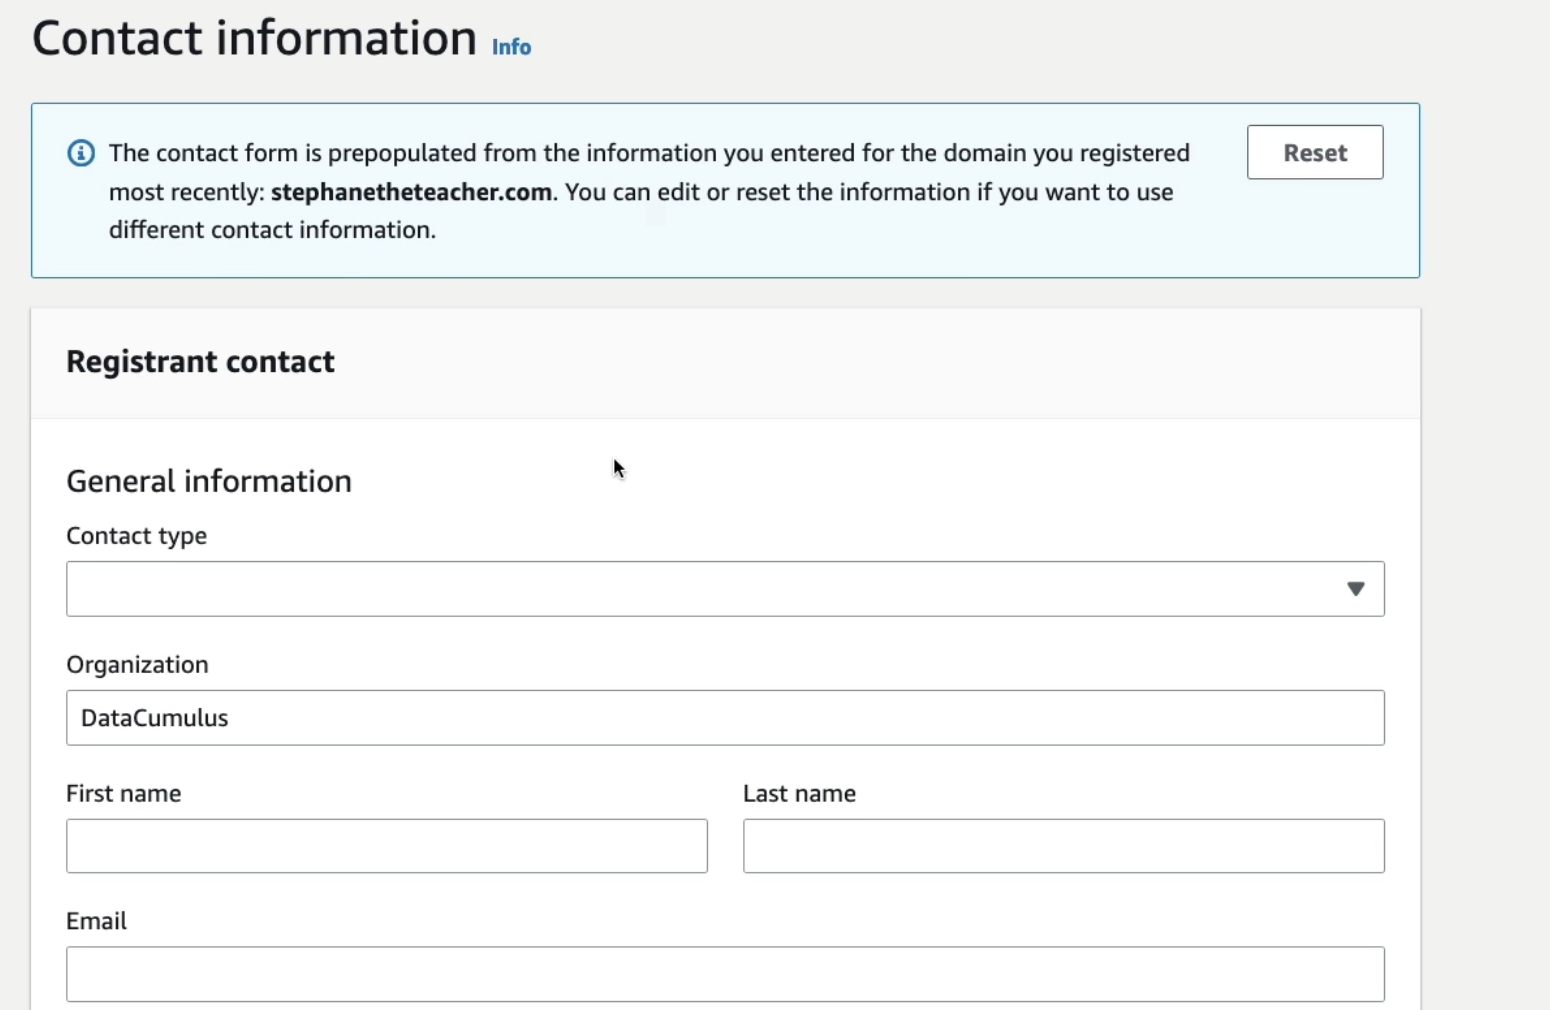 Contact information Info
The contact form is prepopulated from the information you entered for the domain you registered
most recently: stephanetheteacher.com. You can edit or reset the information if you want to use
different contact information.
Reset
Registrant contact
General information
Contact type
Organization
DataCumulus
First name
Last name
Email